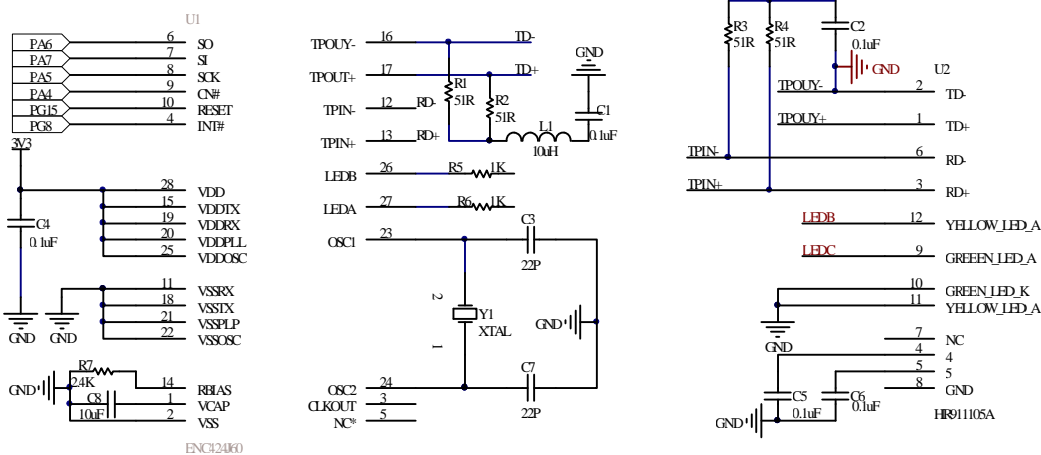 U1
PA6 6 SO
PA7 7 SI
PA5 8 SCK
PA4 9 CN#
PG15 10 RESET
PG8 4 INT#
3V3
28 VDD
15 VDDTX
19 VDDRX
20 VDDPLL
25 VDDOSC
C4
0.1uF
11 VSSRX
18 VSSTX
21 VSSPLP
22 VSSOSC
GND GND
R7
2.4K
GND
14 RBIAS
C8
10uF
1 VCAP
2 VSS
ENC424J60
TPOUY- 16 TD-
TPOUT+ 17 TD+
R1
51R
R2
51R
TPIN- 12 RD-
TPIN+ 13 RD+
L1
10uH
GND
C1
0.1uF
LEDB 26 R5 1K
LEDA 27 R6 1K
OSC1 23
C3
22P
2
Y1
XTAL
1
GND
C7
22P
OSC2 24
CLKOUT 3
NC* 5
R3
51R
R4
51R
C2
0.1uF
GND
U2
TPOUY- 2 TD-
TPOUY+ 1 TD+
TPIN- 6 RD-
TPIN+ 3 RD+
LEDB 12 YELLOW_LED_A
LEDC 9 GREEEN_LED_A
10 GREEN_LED_K
11 YELLOW_LED_A
GND
7 NC
4 4
5 5
8 GND
C5
0.1uF
C6
0.1uF
GND
HR911105A